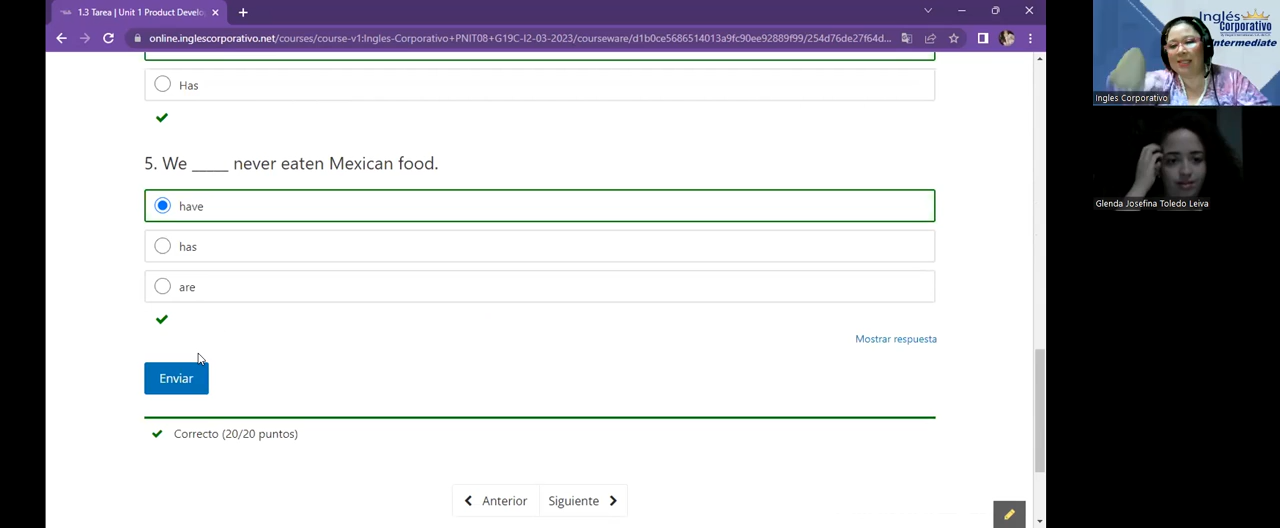 1.3 Tarea | Unit 1 Product Develo
online.inglescorporativo.net/courses/course-v1:Ingles-Corporativo+PNIT08+G19C-I2-03-2023/courseware/d1b0ce5686514013a9fc90ee92889f99/254d76de27f64d...
Has
5. We _____ never eaten Mexican food.
have
has
are
Mostrar respuesta
Enviar
Correcto (20/20 puntos)
Anterior
Siguiente
Inglés
Corporativo
Intermediate
Ingles Corporativo
Glenda Josefina Toledo Leiva